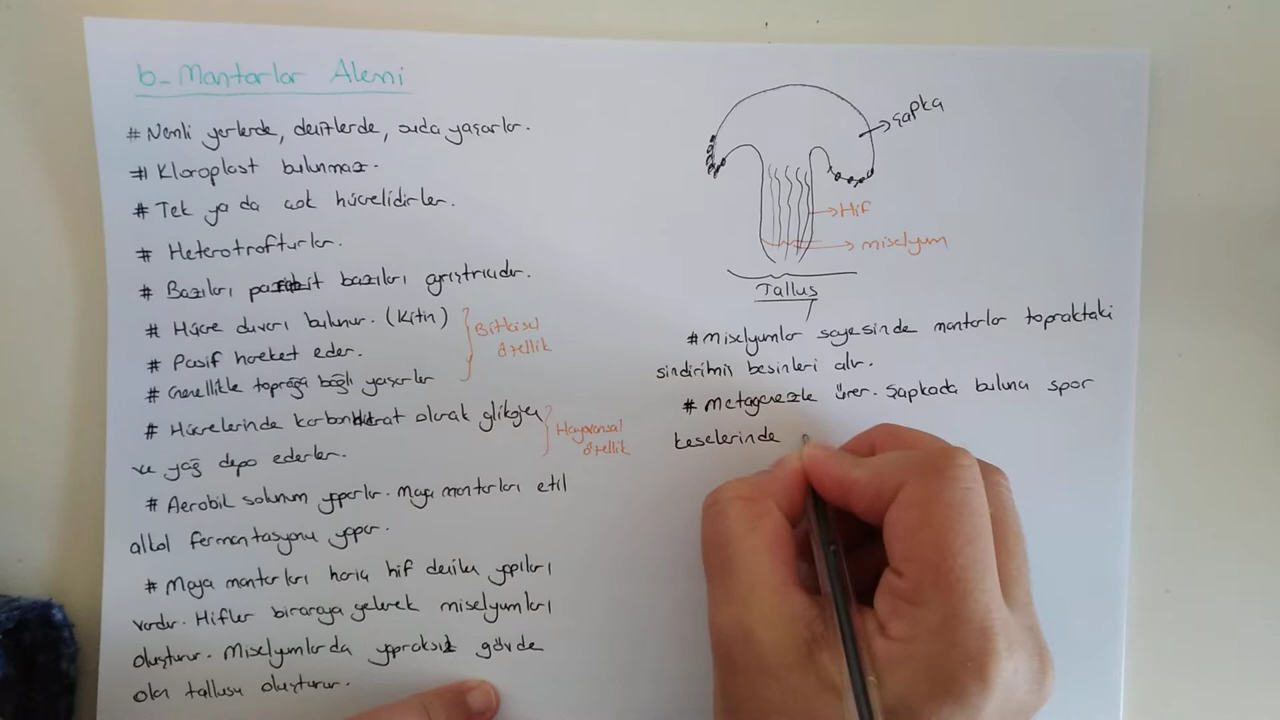 b- Mantarlar Alemi
# Nemli yerlerde, derilerde, suda yaşarlar.
# Kloroplast bulunmaz.
# Tek ya da çok hücrelidirler.
# Heterotrofturlar.
# Bazıları parazit bazıları ayrıştırıcıdır.
# Hücre duvarı bulunur. (Kitin)
# Pasif hareket eder.
# Genellikle toprağa bağlı yaşarlar
Bitkisel
özellik
# Hücrelerinde karbonhidrat olarak glikojen
ve yağ depo ederler.
Hayvansal
özellik
# Aerobik solunum yaparlar. Maya mantarları etil
alkol fermantasyonu yapar.
# Maya mantarları hariç hif denilen yapıları
vardır. Hifler biraraya gelerek miselyumları
oluşturur. Miselyumlarda yapraksız gövde
olan tallusu oluşturur.
şapka
Hif
miselyum
Tallus
# miselyumlar sayesinde mantarlar topraktaki
sindirilmiş besinleri alır.
# metagenezle ürer. Şapkada buluna spor
keselerinde